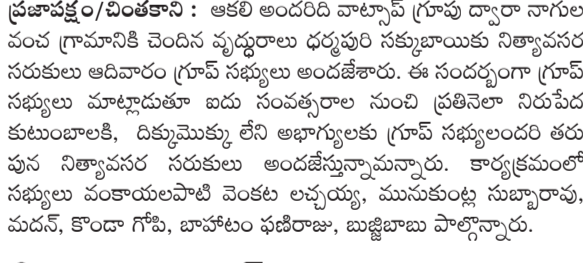 ప్రజాపక్షం/చింతకాని : ఆకలి అందరిది వాట్సాప్ గ్రూపు ద్వారా నాగుల
వంచ గ్రామానికి చెందిన వృద్ధురాలు ధర్మపురి సక్కుబాయికు నిత్యావసర
సరుకులు ఆదివారం గ్రూప్ సభ్యులు అందజేశారు. ఈ సందర్భంగా గ్రూప్
సభ్యులు మాట్లాడుతూ ఐదు సంవత్సరాల నుంచి ప్రతినెలా నిరుపేద
కుటుంబాలకి, దిక్కుమొక్కు లేని అభాగ్యులకు గ్రూప్ సభ్యులందరి తరు
పున నిత్యావసర సరుకులు అందజేస్తున్నామన్నారు. కార్యక్రమంలో
సభ్యులు వంకాయలపాటి వెంకట లచ్చయ్య, మునుకుంట్ల సుబ్బారావు,
మదన్, కొండా గోపి, బాహాటం ఫణిరాజు, బుజ్జిబాబు పాల్గొన్నారు.